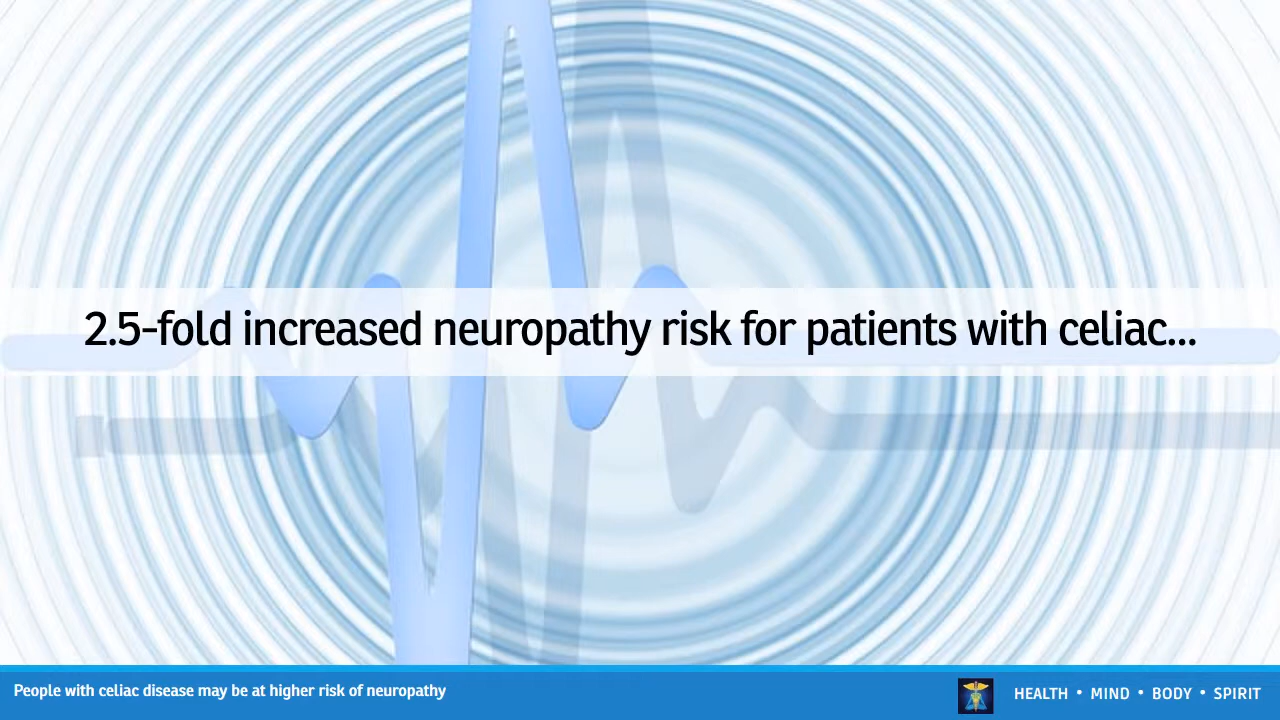 2.5-fold increased neuropathy risk for patients with celiac...
People with celiac disease may be at higher risk of neuropathy
HEALTH • MIND • BODY • SPIRIT